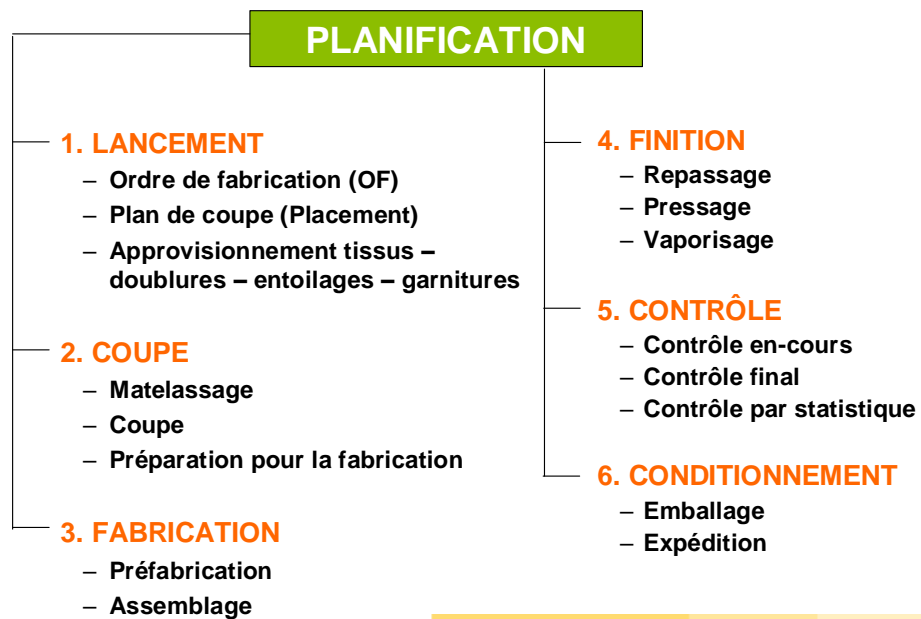 PLANIFICATION
1. LANCEMENT
– Ordre de fabrication (OF)
– Plan de coupe (Placement)
– Approvisionnement tissus –
doublures – entoilages – garnitures
2. COUPE
– Matelassage
– Coupe
– Préparation pour la fabrication
3. FABRICATION
– Préfabrication
– Assemblage
4. FINITION
– Repassage
– Pressage
– Vaporisage
5. CONTRÔLE
– Contrôle en-cours
– Contrôle final
– Contrôle par statistique
6. CONDITIONNEMENT
– Emballage
– Expédition